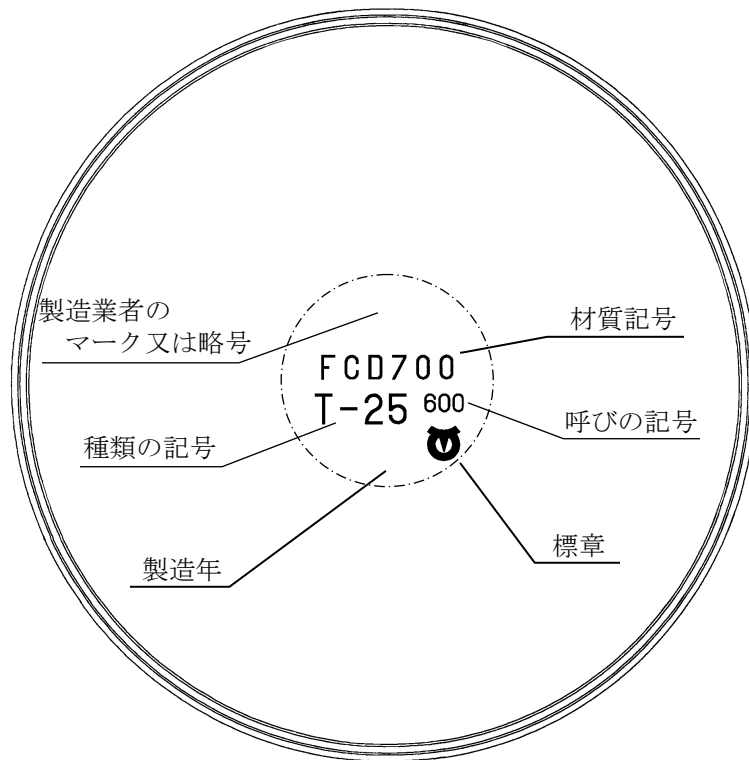 製造業者の
マーク又は略号
材質記号
FCD700
T-25 600
呼びの記号
種類の記号
標章
製造年